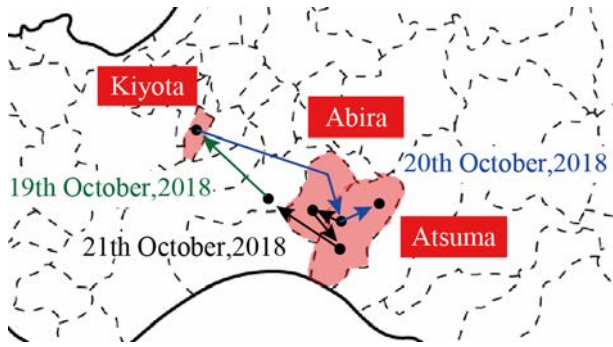 Kiyota
Abira
19th October,2018
20th October,2018
21th October,2018
Atsuma